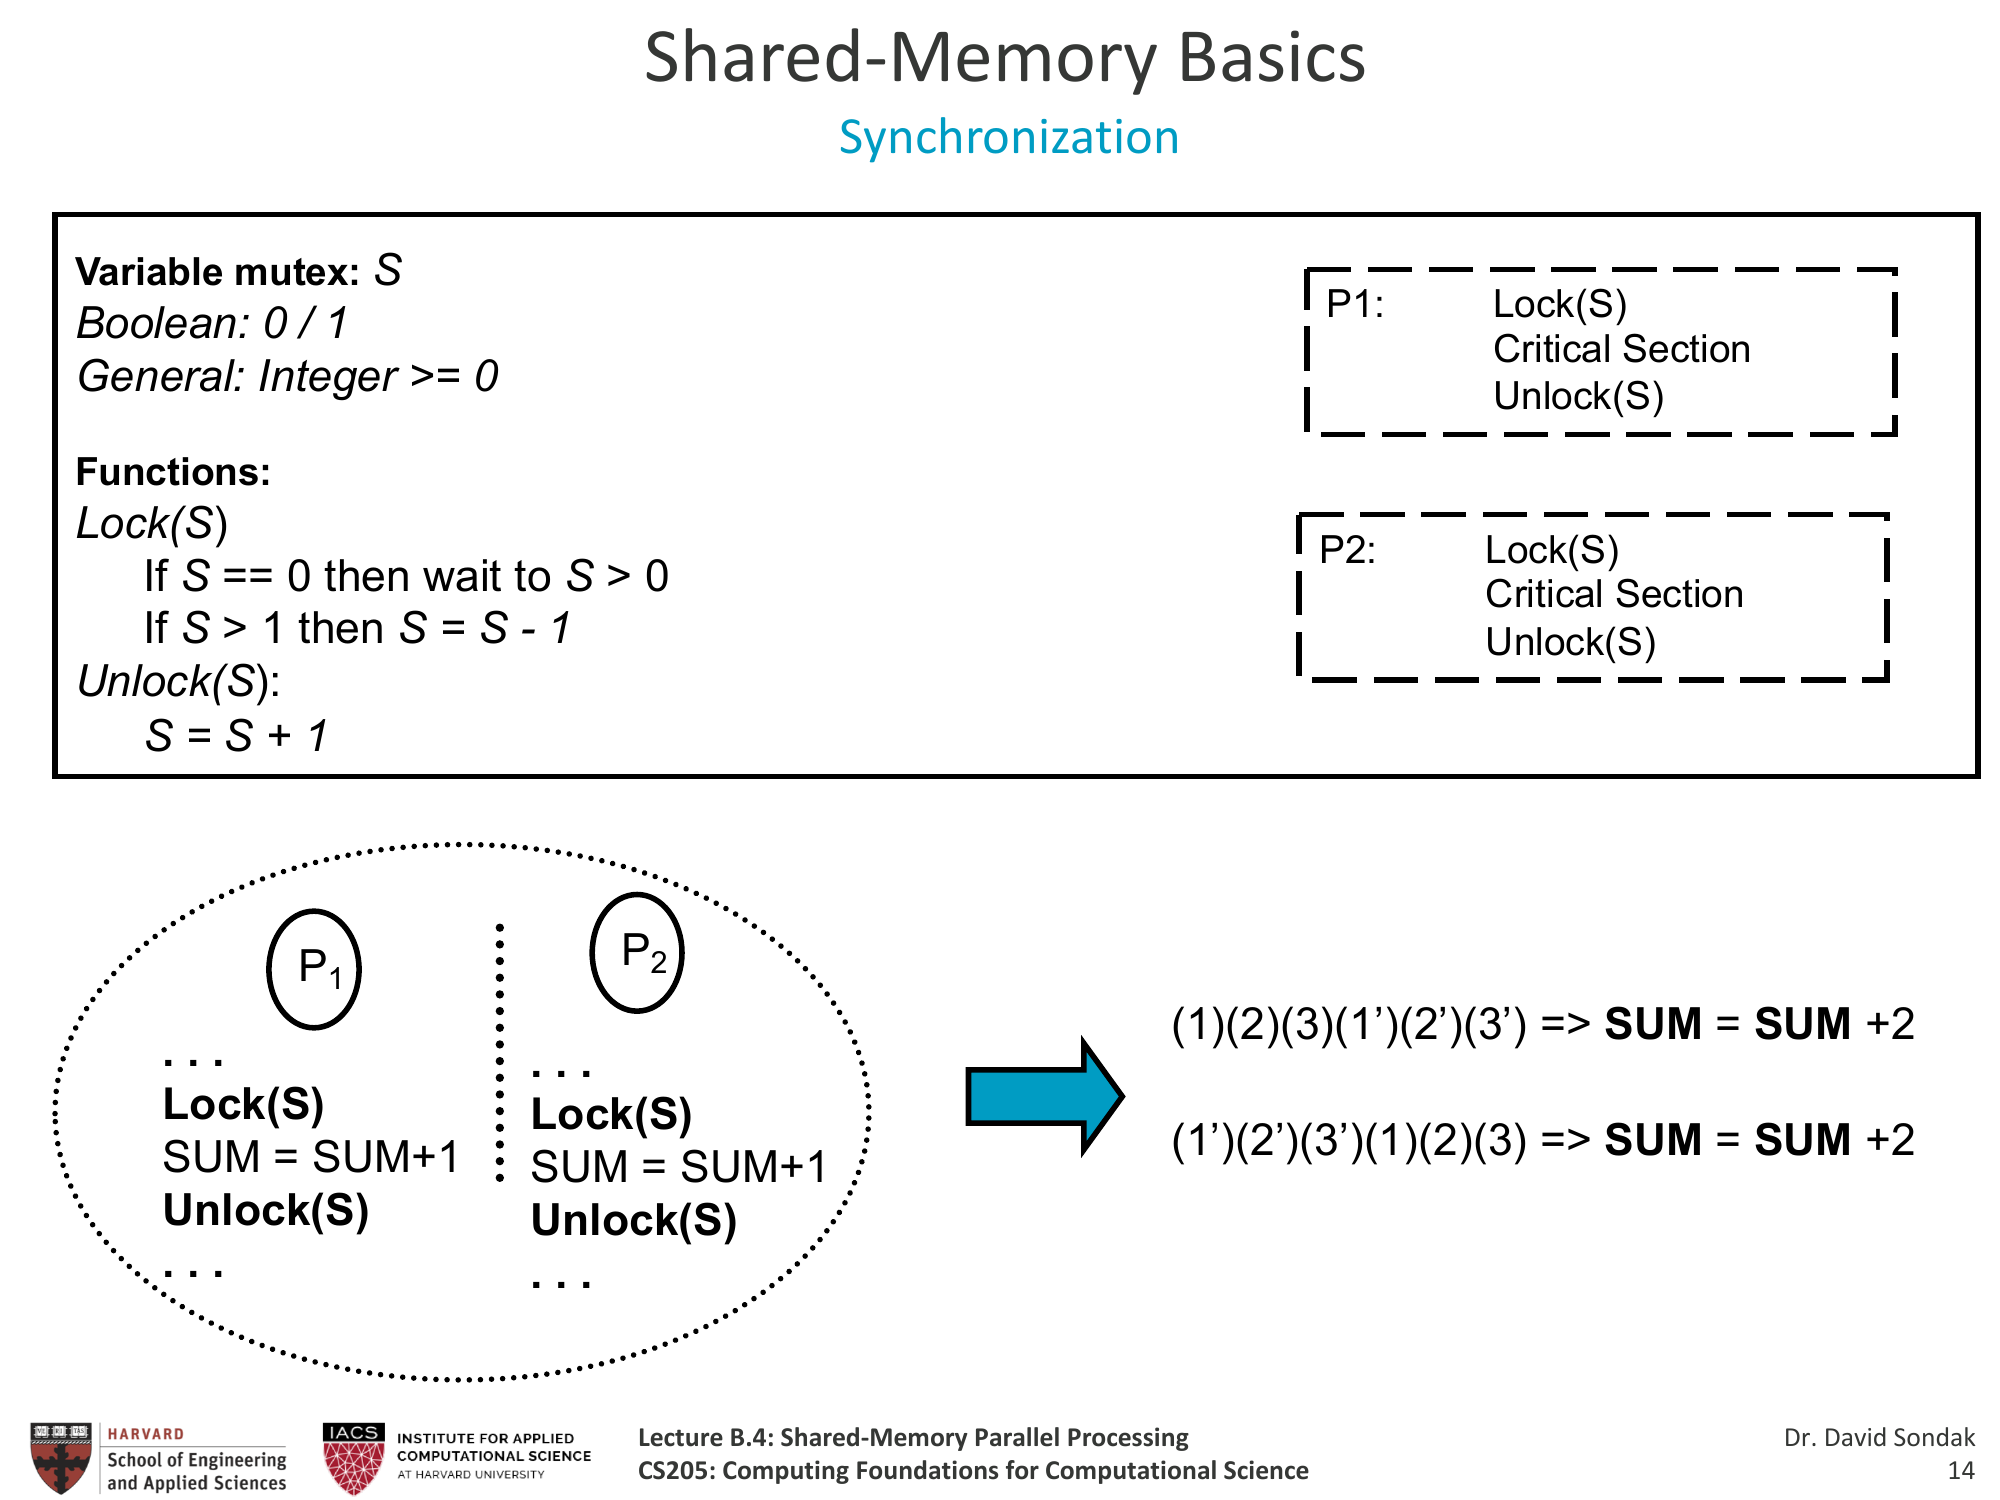 Shared-Memory Basics
Synchronization
Variable mutex: S
Boolean: 0 / 1
General: Integer >= 0
Functions:
Lock(S)
If S == 0 then wait to S > 0
If S > 1 then S = S - 1
Unlock(S):
S = S + 1
P1: Lock(S)
Critical Section
Unlock(S)
P2: Lock(S)
Critical Section
Unlock(S)
P1
. . .
Lock(S)
SUM = SUM+1
Unlock(S)
. . .
P2
. . .
Lock(S)
SUM = SUM+1
Unlock(S)
. . .
(1)(2)(3)(1’)(2’)(3’) => SUM = SUM +2
(1’)(2’)(3’)(1)(2)(3) => SUM = SUM +2
HARVARD
School of Engineering
and Applied Sciences
IACS
INSTITUTE FOR APPLIED
COMPUTATIONAL SCIENCE
AT HARVARD UNIVERSITY
Lecture B.4: Shared-Memory Parallel Processing
CS205: Computing Foundations for Computational Science
Dr. David Sondak
14